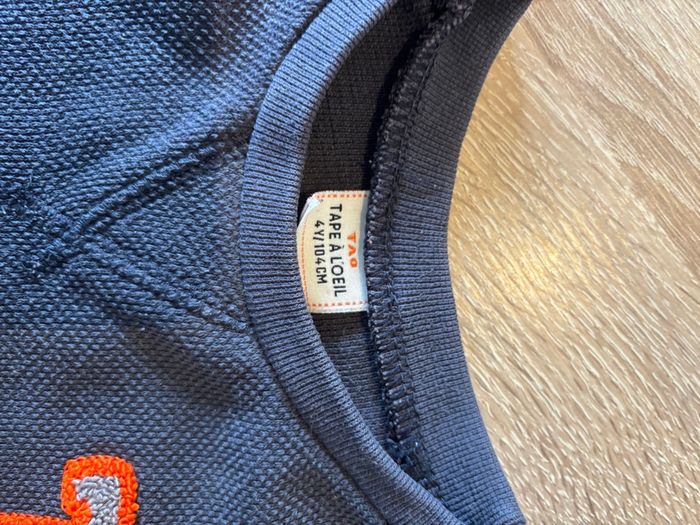 TAO
TAPE À L'OEIL
4Y/104CM